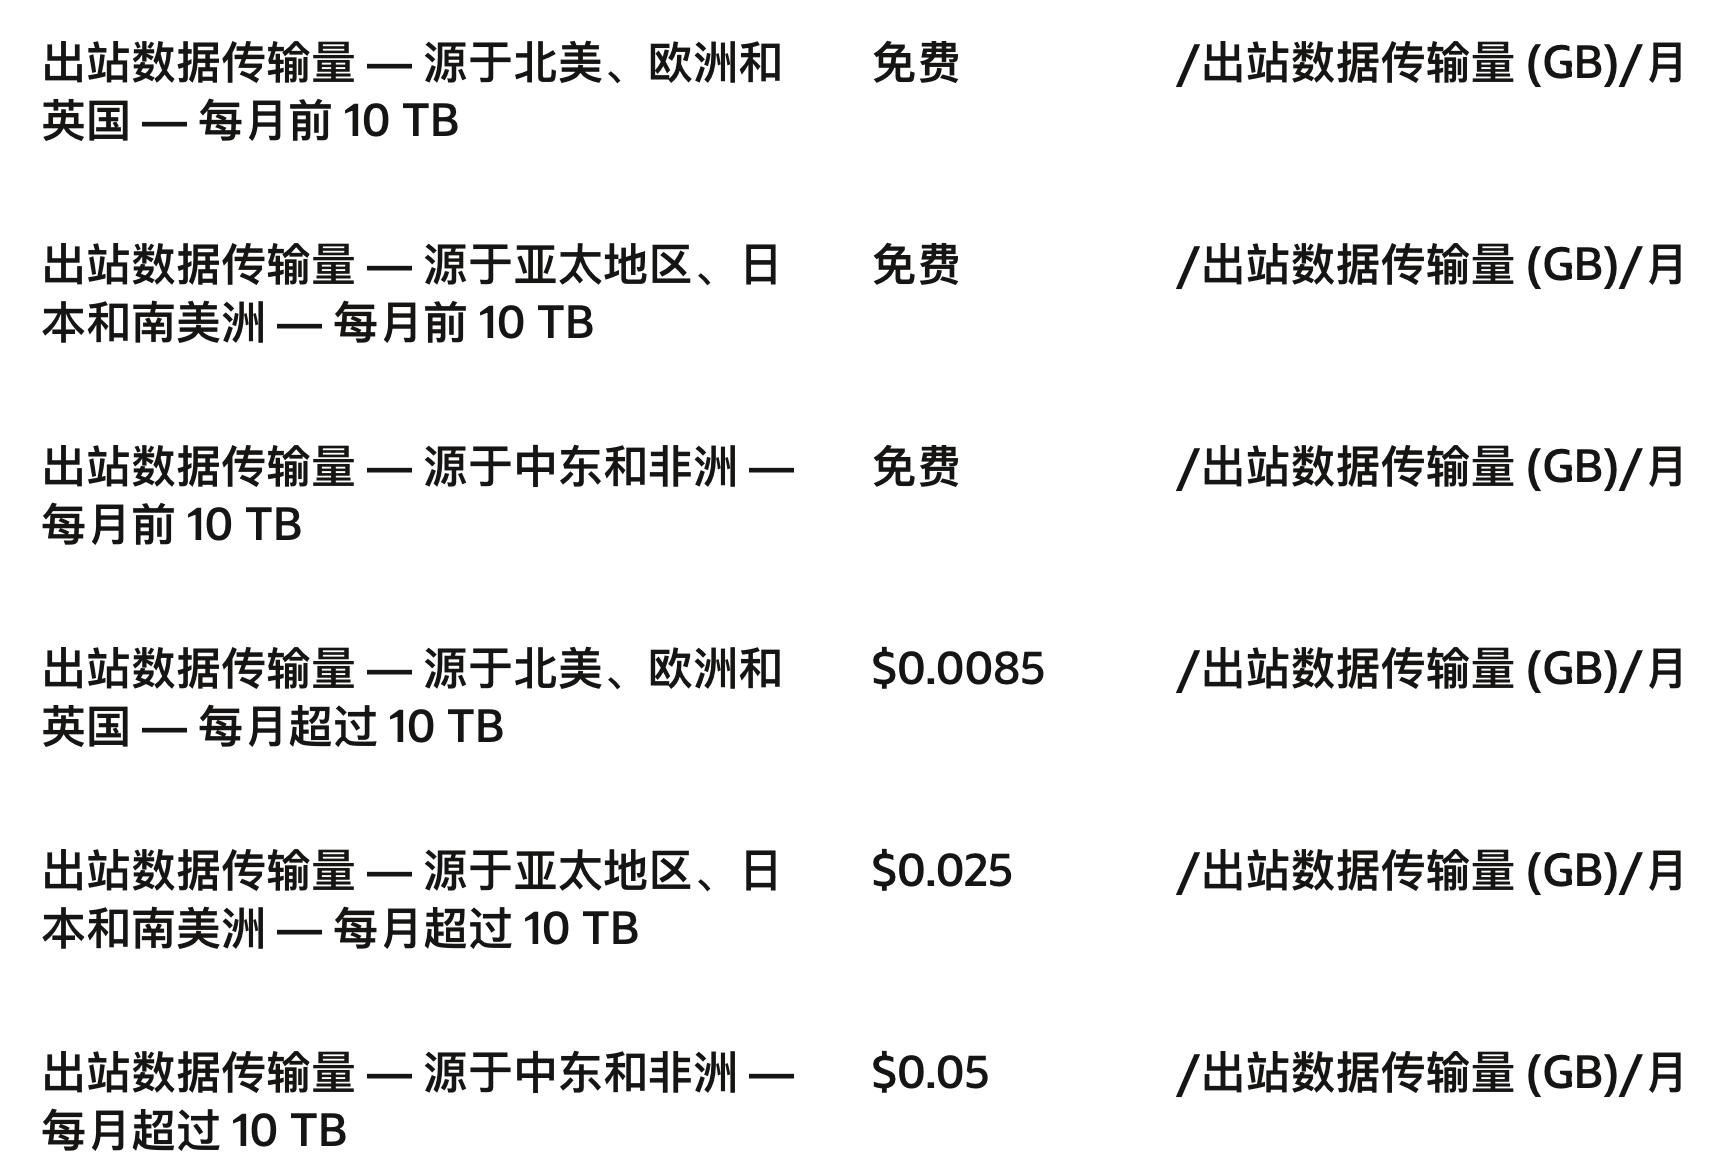 出站数据传输量 — 源于北美、欧洲和 免费 /出站数据传输量 (GB)/月
英国 — 每月前 10 TB
出站数据传输量 — 源于亚太地区、日 免费 /出站数据传输量 (GB)/月
本和南美洲 — 每月前 10 TB
出站数据传输量 — 源于中东和非洲 — 免费 /出站数据传输量 (GB)/月
每月前 10 TB
出站数据传输量 — 源于北美、欧洲和 $0.0085 /出站数据传输量 (GB)/月
英国 — 每月超过 10 TB
出站数据传输量 — 源于亚太地区、日 $0.025 /出站数据传输量 (GB)/月
本和南美洲 — 每月超过 10 TB
出站数据传输量 — 源于中东和非洲 — $0.05 /出站数据传输量 (GB)/月
每月超过 10 TB